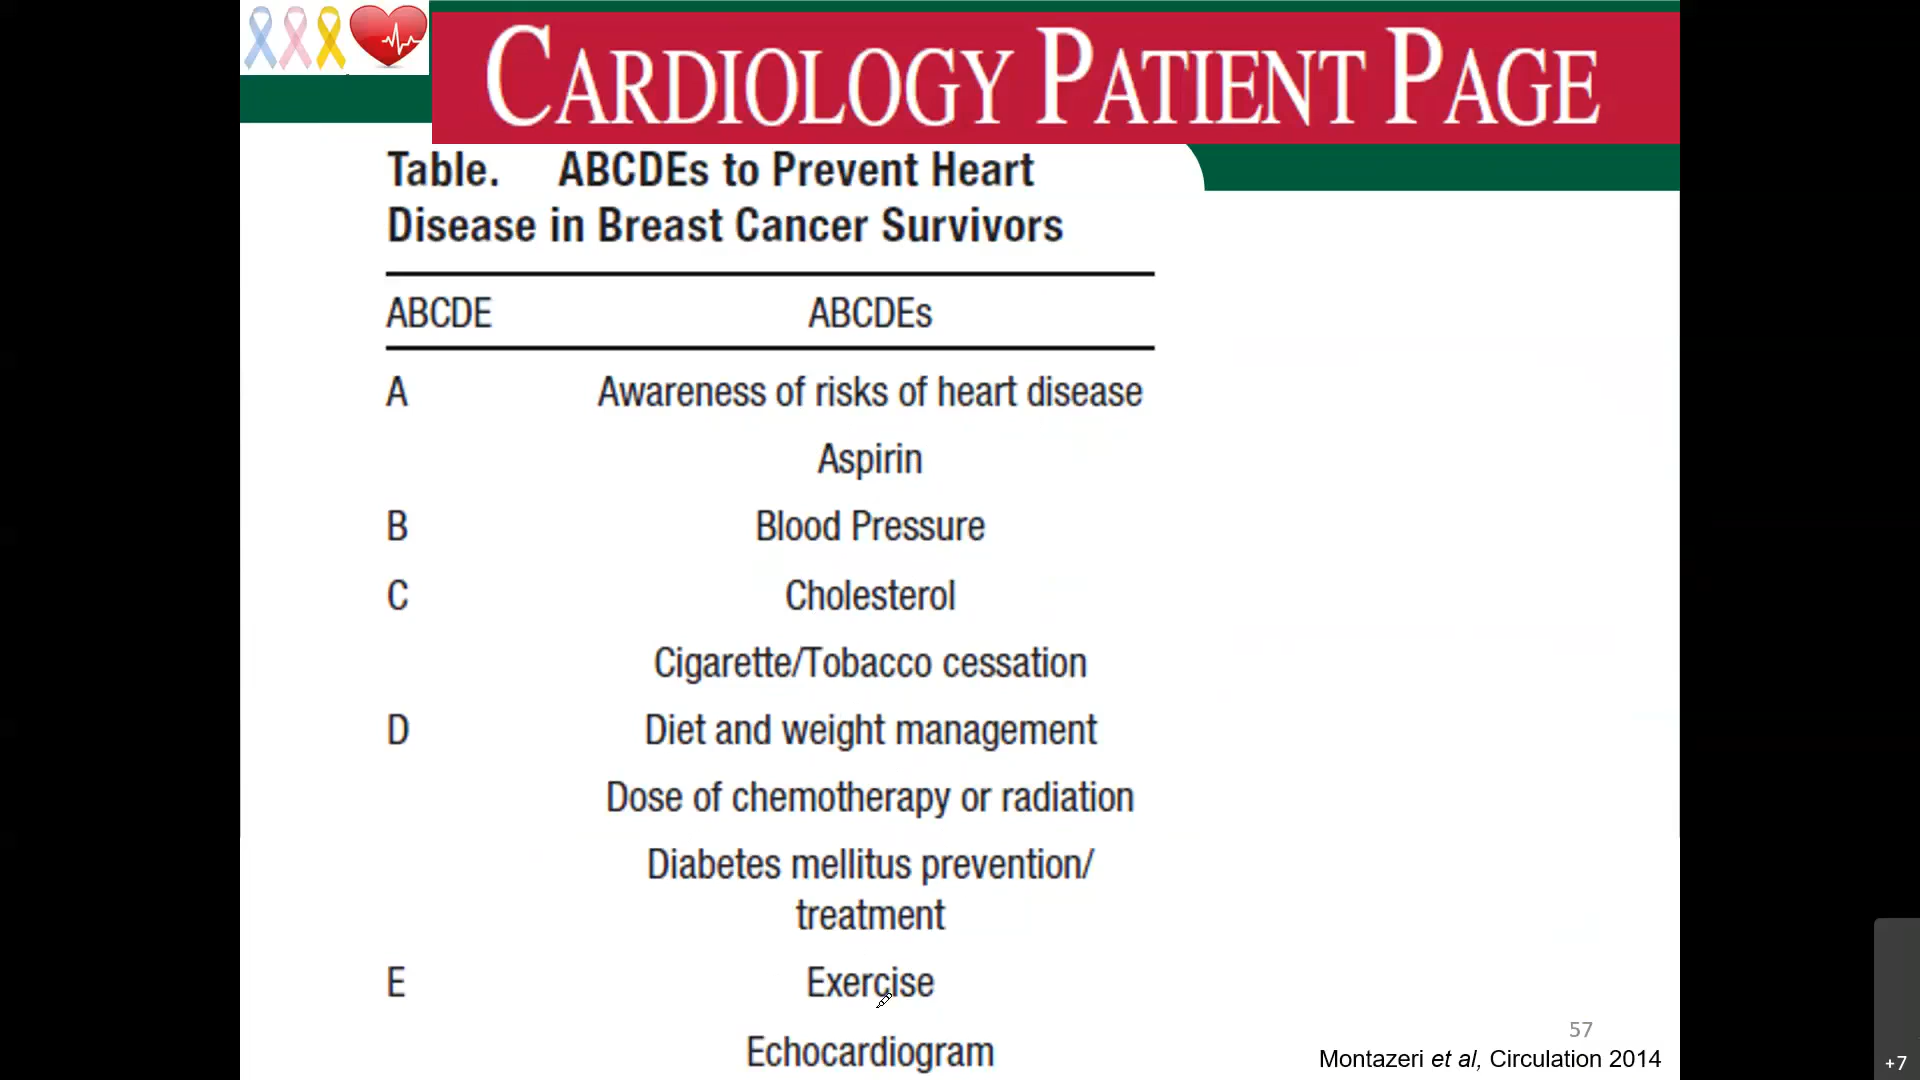 CARDIOLOGY PATIENT PAGE
Table. ABCDEs to Prevent Heart
Disease in Breast Cancer Survivors
ABCDE ABCDEs
A Awareness of risks of heart disease
Aspirin
B Blood Pressure
C Cholesterol
Cigarette/Tobacco cessation
D Diet and weight management
Dose of chemotherapy or radiation
Diabetes mellitus prevention/
treatment
E Exercise
Echocardiogram
57
Montazeri et al, Circulation 2014
+7